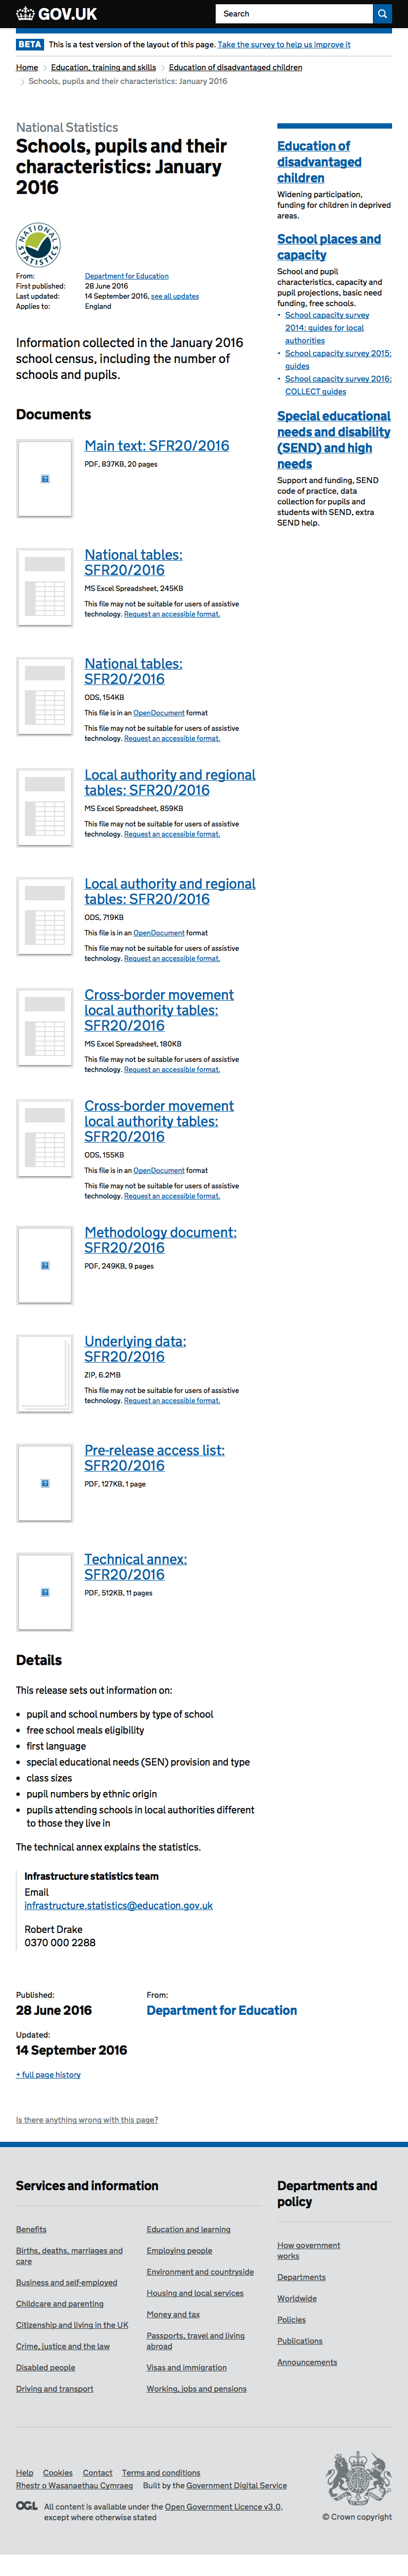 GOV.UK
Search
BETA This is a test version of the layout of this page. Take the survey to help us improve it
Home
Education, training and skills
Education of disadvantaged children
Schools, pupils and their characteristics: January 2016
National Statistics
Schools, pupils and their
characteristics: January
2016
NATIONAL STATISTICS
From: Department for Education
First published: 28 June 2016
Last updated: 14 September 2016, see all updates
Applies to: England
Information collected in the January 2016
school census, including the number of
schools and pupils.
Documents
Main text: SFR20/2016
PDF, 837KB, 20 pages
National tables:
SFR20/2016
MS Excel Spreadsheet, 245KB
This file may not be suitable for users of assistive
technology. Request an accessible format.
National tables:
SFR20/2016
ODS, 154KB
This file is in an OpenDocument format
This file may not be suitable for users of assistive
technology. Request an accessible format.
Local authority and regional
tables: SFR20/2016
MS Excel Spreadsheet, 859KB
This file may not be suitable for users of assistive
technology. Request an accessible format.
Local authority and regional
tables: SFR20/2016
ODS, 719KB
This file is in an OpenDocument format
This file may not be suitable for users of assistive
technology. Request an accessible format.
Cross-border movement
local authority tables:
SFR20/2016
MS Excel Spreadsheet, 180KB
This file may not be suitable for users of assistive
technology. Request an accessible format.
Cross-border movement
local authority tables:
SFR20/2016
ODS, 155KB
This file is in an OpenDocument format
This file may not be suitable for users of assistive
technology. Request an accessible format.
Methodology document:
SFR20/2016
PDF, 249KB, 9 pages
Underlying data:
SFR20/2016
ZIP, 6.2MB
This file may not be suitable for users of assistive
technology. Request an accessible format.
Pre-release access list:
SFR20/2016
PDF, 127KB, 1 page
Technical annex:
SFR20/2016
PDF, 512KB, 11 pages
Details
This release sets out information on:
• pupil and school numbers by type of school
• free school meals eligibility
• first language
• special educational needs (SEN) provision and type
• class sizes
• pupil numbers by ethnic origin
• pupils attending schools in local authorities different
to those they live in
The technical annex explains the statistics.
Infrastructure statistics team
Email
infrastructure.statistics@education.gov.uk
Robert Drake
0370 000 2288
Education of
disadvantaged
children
Widening participation,
funding for children in deprived
areas.
School places and
capacity
School and pupil
characteristics, capacity and
pupil projections, basic need
funding, free schools.
• School capacity survey
2014: guides for local
authorities
• School capacity survey 2015:
guides
• School capacity survey 2016:
COLLECT guides
Special educational
needs and disability
(SEND) and high
needs
Support and funding, SEND
code of practice, data
collection for pupils and
students with SEND, extra
SEND help.
Published:
28 June 2016
From:
Department for Education
Updated:
14 September 2016
+ full page history
Is there anything wrong with this page?
Services and information
Benefits
Births, deaths, marriages and
care
Business and self-employed
Childcare and parenting
Citizenship and living in the UK
Crime, justice and the law
Disabled people
Driving and transport
Education and learning
Employing people
Environment and countryside
Housing and local services
Money and tax
Passports, travel and living
abroad
Visas and immigration
Working, jobs and pensions
Departments and
policy
How government
works
Departments
Worldwide
Policies
Publications
Announcements
Help Cookies Contact Terms and conditions
Rhestr o Wasanaethau Cymraeg Built by the Government Digital Service
OGL All content is available under the Open Government Licence v3.0,
except where otherwise stated
© Crown copyright